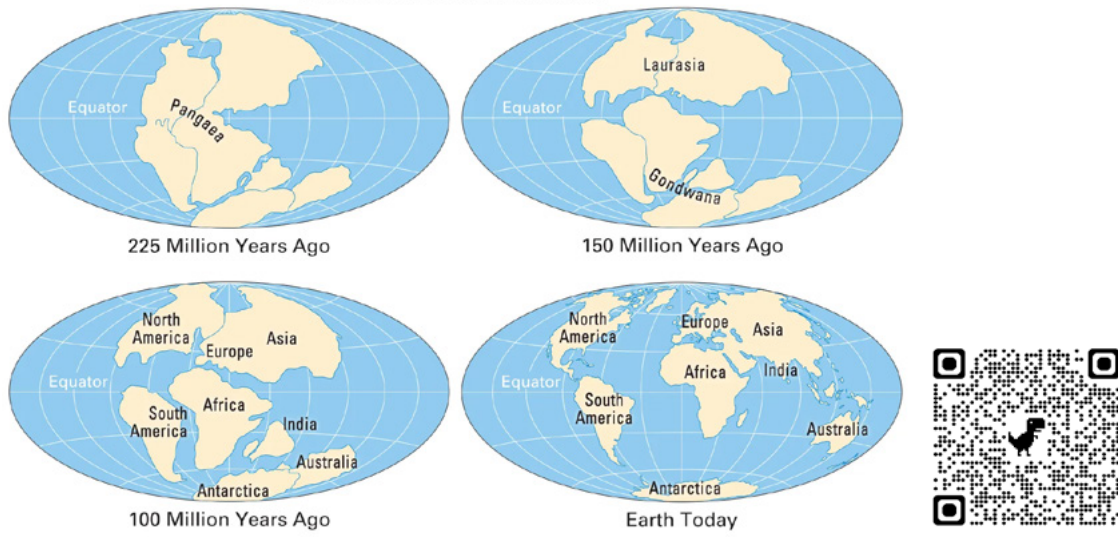 Equator
Pangaea
225 Million Years Ago
Laurasia
Equator
Gondwana
150 Million Years Ago
North
America
Europe
Asia
Equator
South
America
Africa
India
Australia
Antarctica
100 Million Years Ago
North
America
Europe
Asia
Equator
Africa
India
South
America
Australia
Antarctica
Earth Today